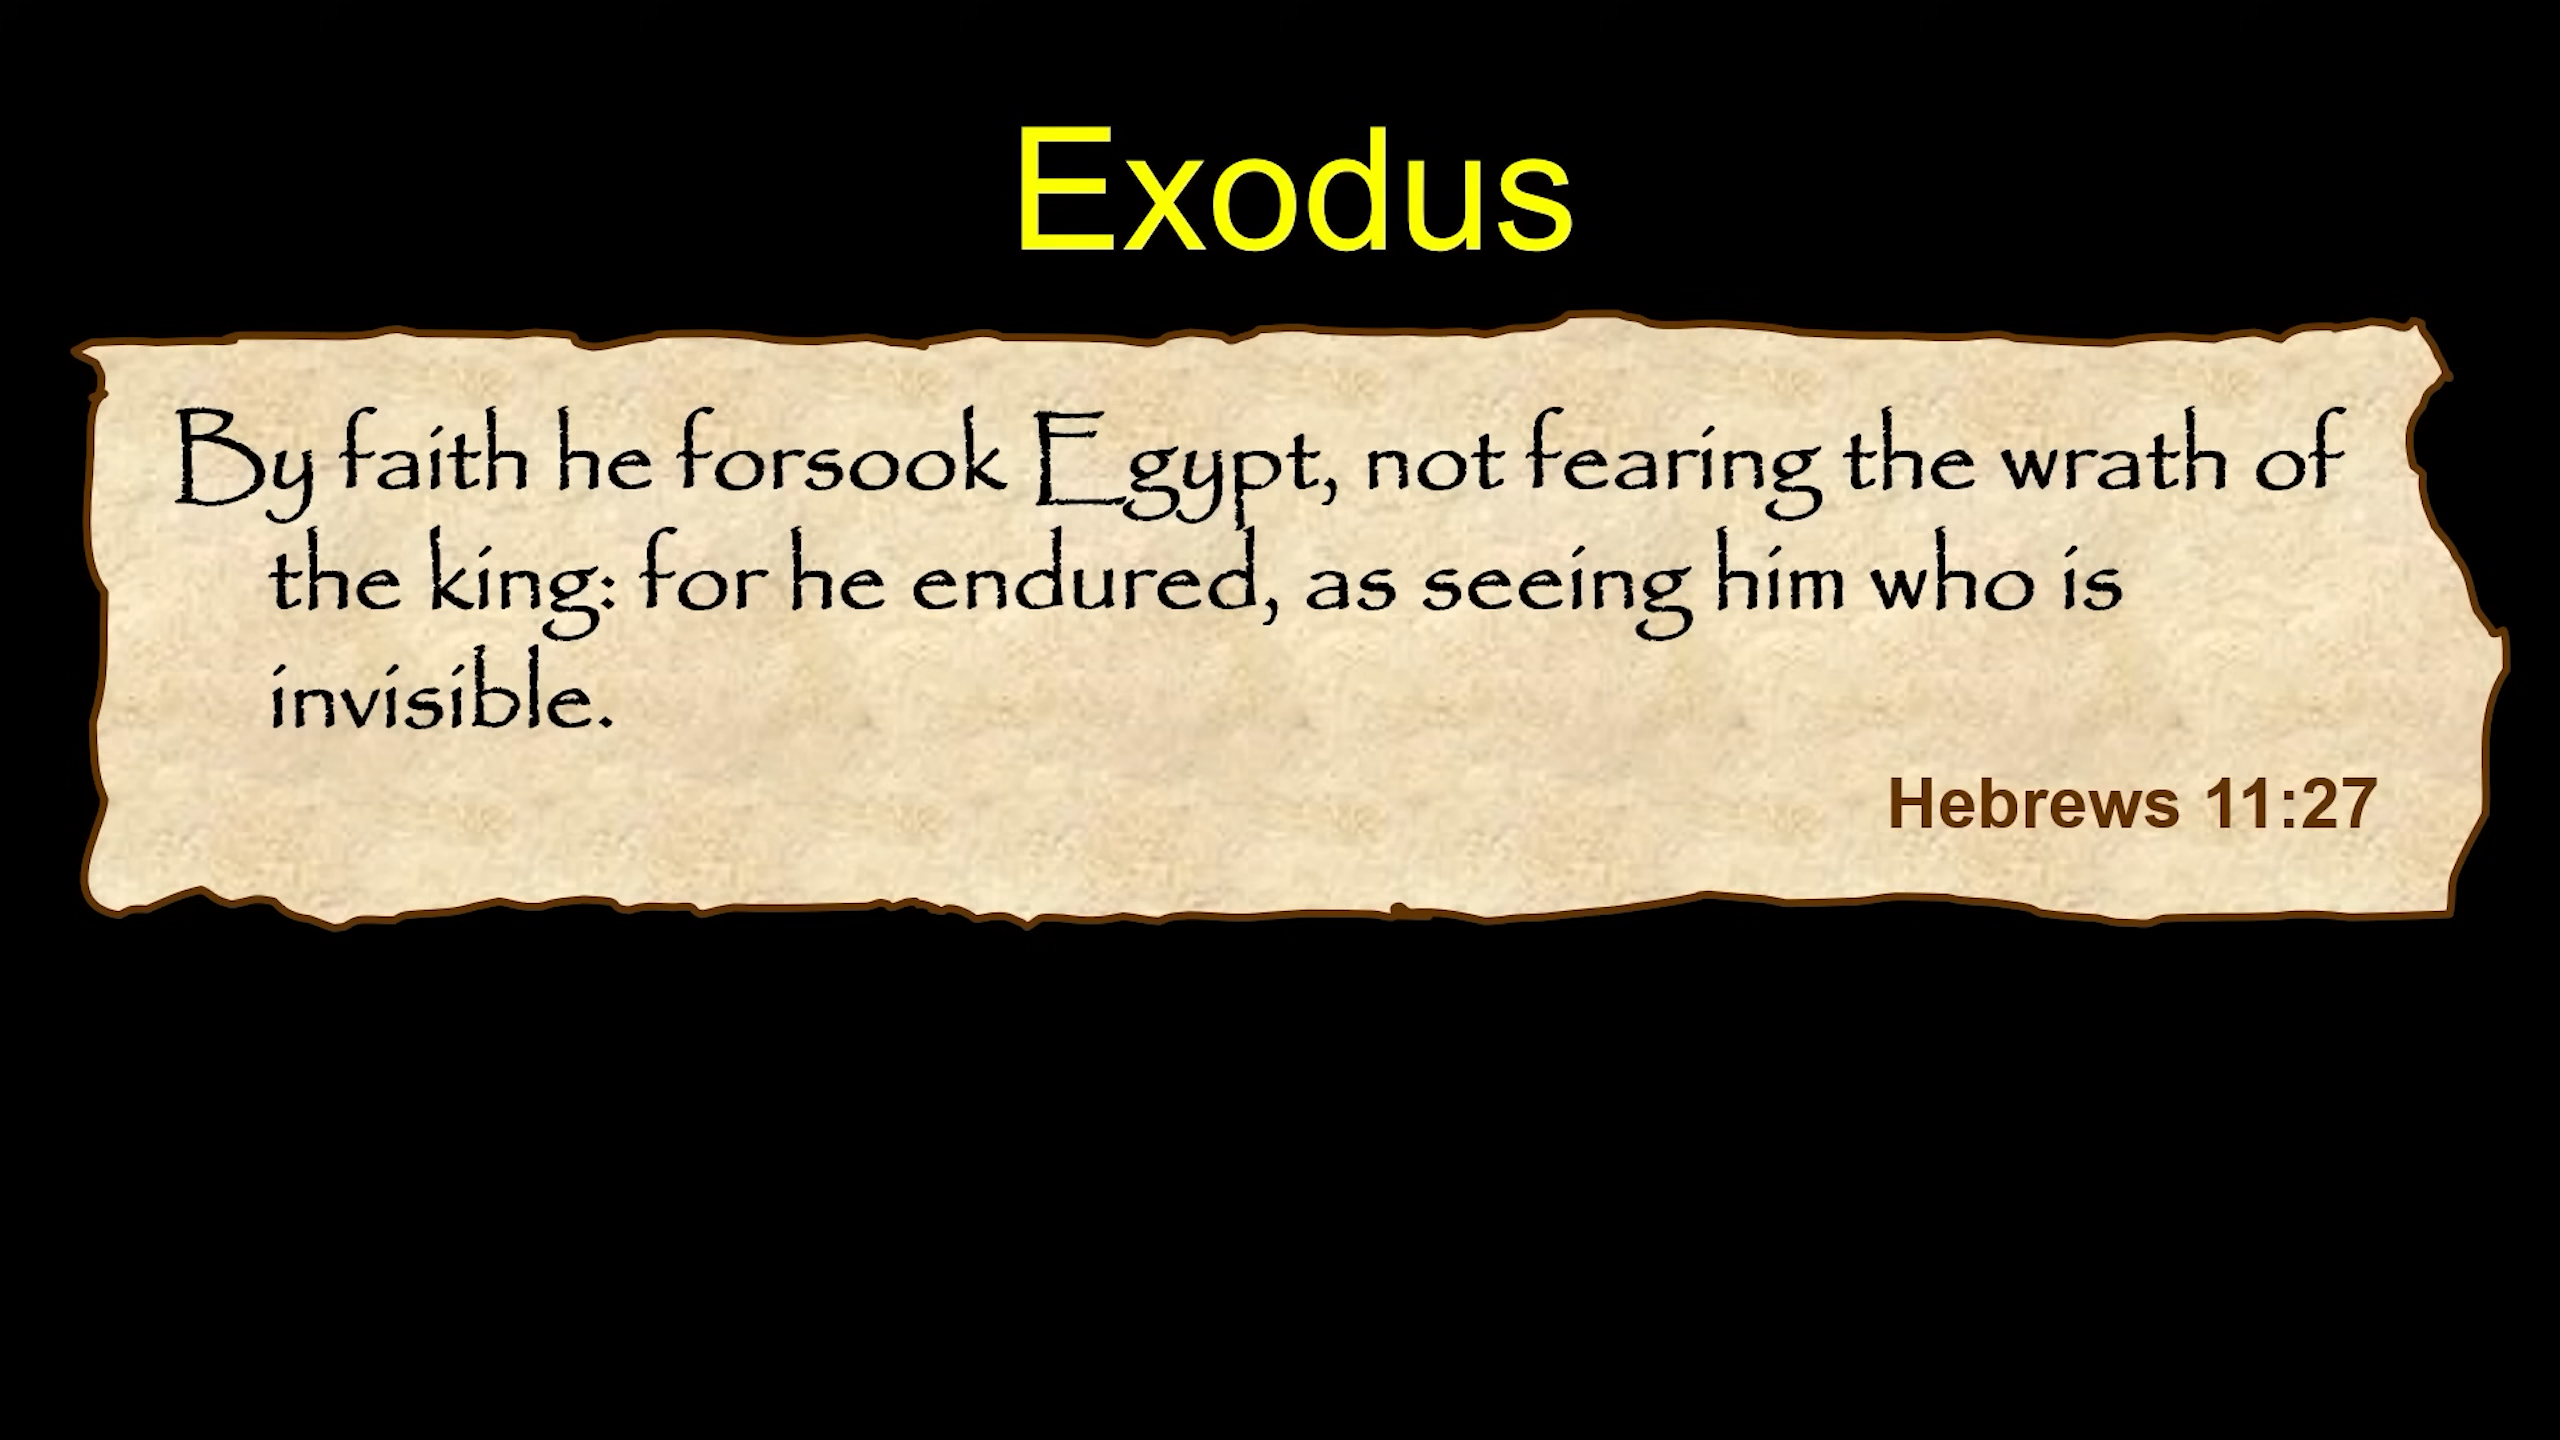 Exodus
By faith he forsook Egypt, not fearing the wrath of
the king: for he endured, as seeing him who is
invisible.
Hebrews 11:27